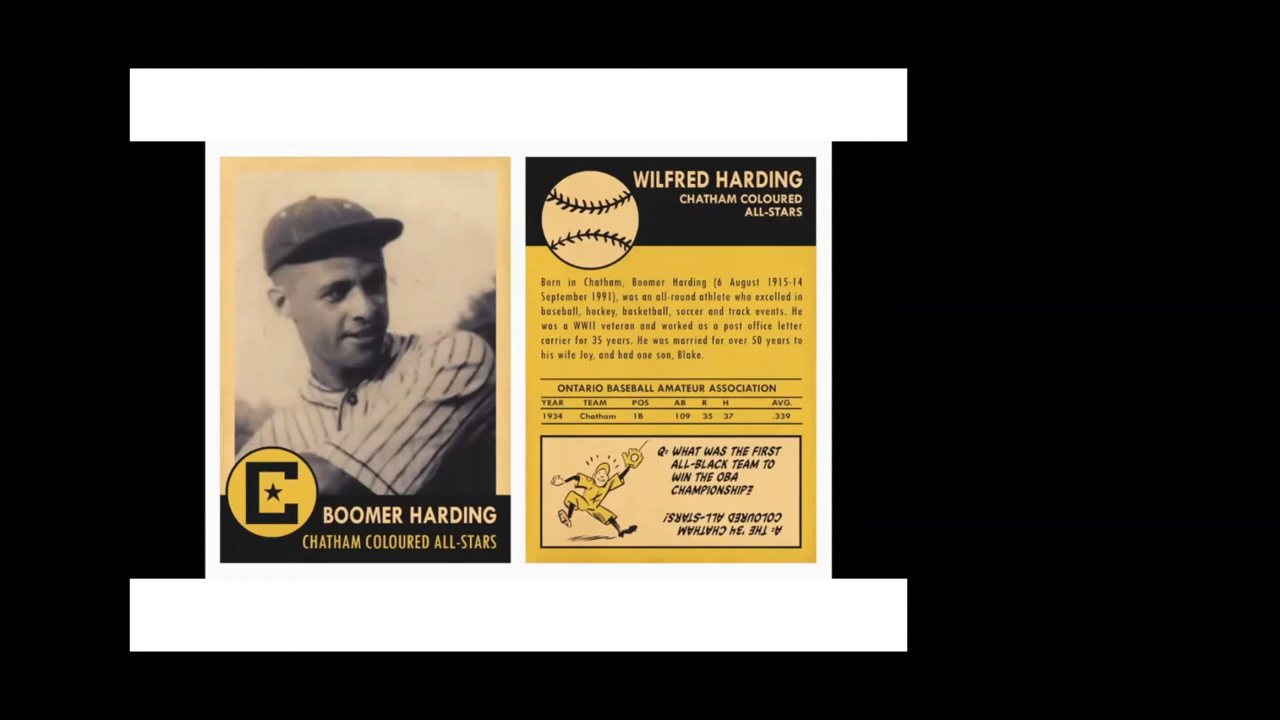 C
BOOMER HARDING
CHATHAM COLOURED ALL-STARS
WILFRED HARDING
CHATHAM COLOURED
ALL-STARS
Born in Chatham, Boomer Harding (6 August 1915-14
September 1991), was an all-round athlete who excelled in
baseball, hockey, basketball, soccer and track events. He
was a WWII veteran and worked as a post office letter
carrier for 35 years. He was married for over 50 years to
his wife Joy, and had one son, Blake.
ONTARIO BASEBALL AMATEUR ASSOCIATION
YEAR TEAM POS AB R H AVG.
1934 Chatham 1B 109 35 37 .339
Q: WHAT WAS THE FIRST
ALL-BLACK TEAM TO
WIN THE OBA
CHAMPIONSHIP?
A: THE '34 CHATHAM
COLOURED ALL-STARS!